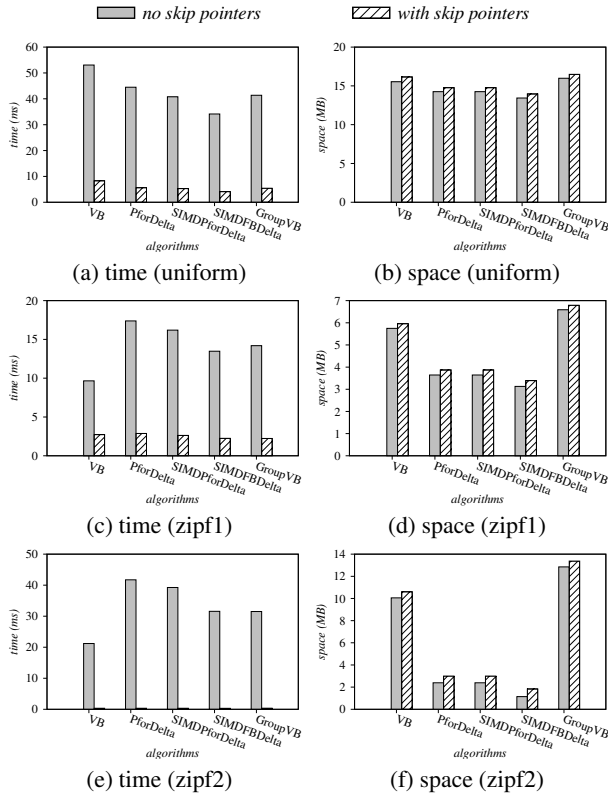 no skip pointers with skip pointers
60
50
40
30
20
10
0
time (ms)
VB
PforDelta
SIMDPforDelta
SIMDFBDelta
GroupVB
algorithms
(a) time (uniform)
20
15
10
5
0
space (MB)
VB
PforDelta
SIMDPforDelta
SIMDFBDelta
GroupVB
algorithms
(b) space (uniform)
20
15
10
5
0
time (ms)
VB
PforDelta
SIMDPforDelta
SIMDFBDelta
GroupVB
algorithms
(c) time (zipf1)
7
6
5
4
3
2
1
0
space (MB)
VB
PforDelta
SIMDPforDelta
SIMDFBDelta
GroupVB
algorithms
(d) space (zipf1)
50
40
30
20
10
0
time (ms)
VB
PforDelta
SIMDPforDelta
SIMDFBDelta
GroupVB
algorithms
(e) time (zipf2)
14
12
10
8
6
4
2
0
space (MB)
VB
PforDelta
SIMDPforDelta
SIMDFBDelta
GroupVB
algorithms
(f) space (zipf2)